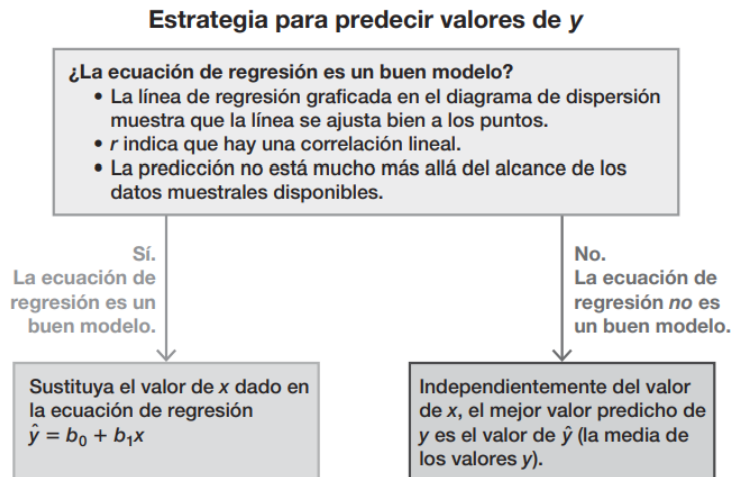 Estrategia para predecir valores de y
¿La ecuación de regresión es un buen modelo?
• La línea de regresión graficada en el diagrama de dispersión
muestra que la línea se ajusta bien a los puntos.
• r indica que hay una correlación lineal.
• La predicción no está mucho más allá del alcance de los
datos muestrales disponibles.
Sí.
La ecuación de
regresión es un
buen modelo.
No.
La ecuación de
regresión no es
un buen modelo.
Sustituya el valor de x dado en
la ecuación de regresión
ŷ = b₀ + b₁x
Independientemente del valor
de x, el mejor valor predicho de
y es el valor de ŷ (la media de
los valores y).